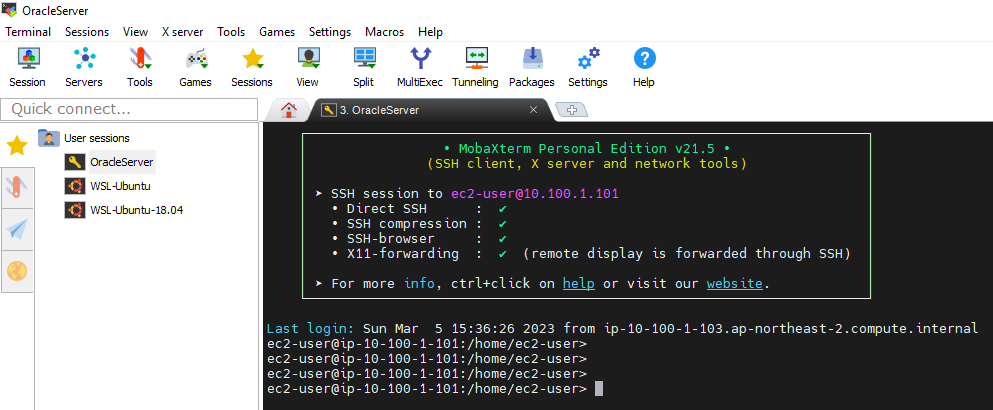 OracleServer
Terminal Sessions View X server Tools Games Settings Macros Help
Session Servers Tools Games Sessions View Split MultiExec Tunneling Packages Settings Help
Quick connect...
3. OracleServer
User sessions
OracleServer
WSL-Ubuntu
WSL-Ubuntu-18.04
• MobaXterm Personal Edition v21.5 •
(SSH client, X server and network tools)
➤ SSH session to ec2-user@10.100.1.101
• Direct SSH : ✔
• SSH compression : ✔
• SSH-browser : ✔
• X11-forwarding : ✔ (remote display is forwarded through SSH)
➤ For more info, ctrl+click on help or visit our website.
Last login: Sun Mar 5 15:36:26 2023 from ip-10-100-1-103.ap-northeast-2.compute.internal
ec2-user@ip-10-100-1-101:/home/ec2-user>
ec2-user@ip-10-100-1-101:/home/ec2-user>
ec2-user@ip-10-100-1-101:/home/ec2-user>
ec2-user@ip-10-100-1-101:/home/ec2-user>